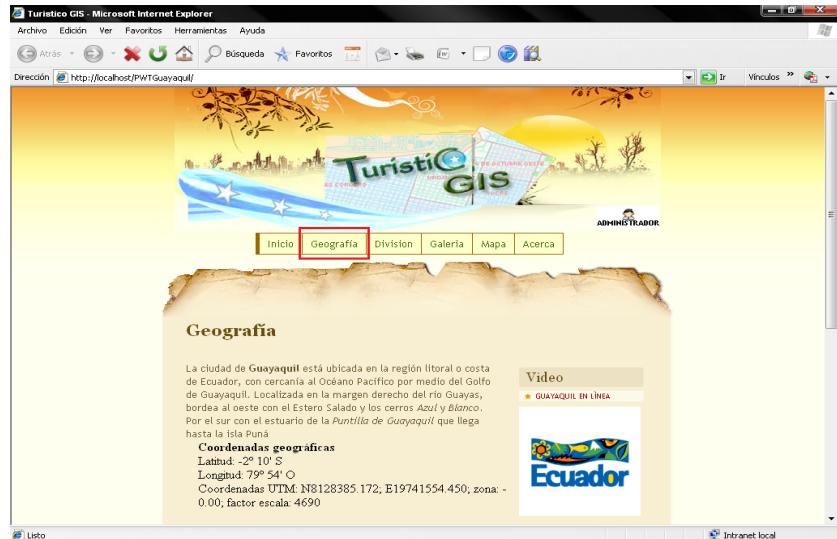 Turistico GIS - Microsoft Internet Explorer
Archivo Edición Ver Favoritos Herramientas Ayuda
Atrás Búsqueda Favoritos
Dirección http://localhost/PWTGuayaquil/ Ir Vínculos »
TuristicO GIS
ADMINISTRADOR
Inicio Geografía Division Galería Mapa Acerca
Geografía
La ciudad de Guayaquil está ubicada en la región litoral o costa
de Ecuador, con cercanía al Océano Pacífico por medio del Golfo
de Guayaquil. Localizada en la margen derecho del río Guayas,
bordea al oeste con el Estero Salado y los cerros Azul y Blanco.
Por el sur con el estuario de la Puntilla de Guayaquil que llega
hasta la isla Puná
Coordenadas geográficas
Latitud: -2º 10' S
Longitud: 79º 54' O
Coordenadas UTM: N8128385.172; E19741554.450; zona: -
0.00; factor escala: 4690
Video
GUAYAQUIL EN LÌNEA
Ecuador
Listo Intranet local